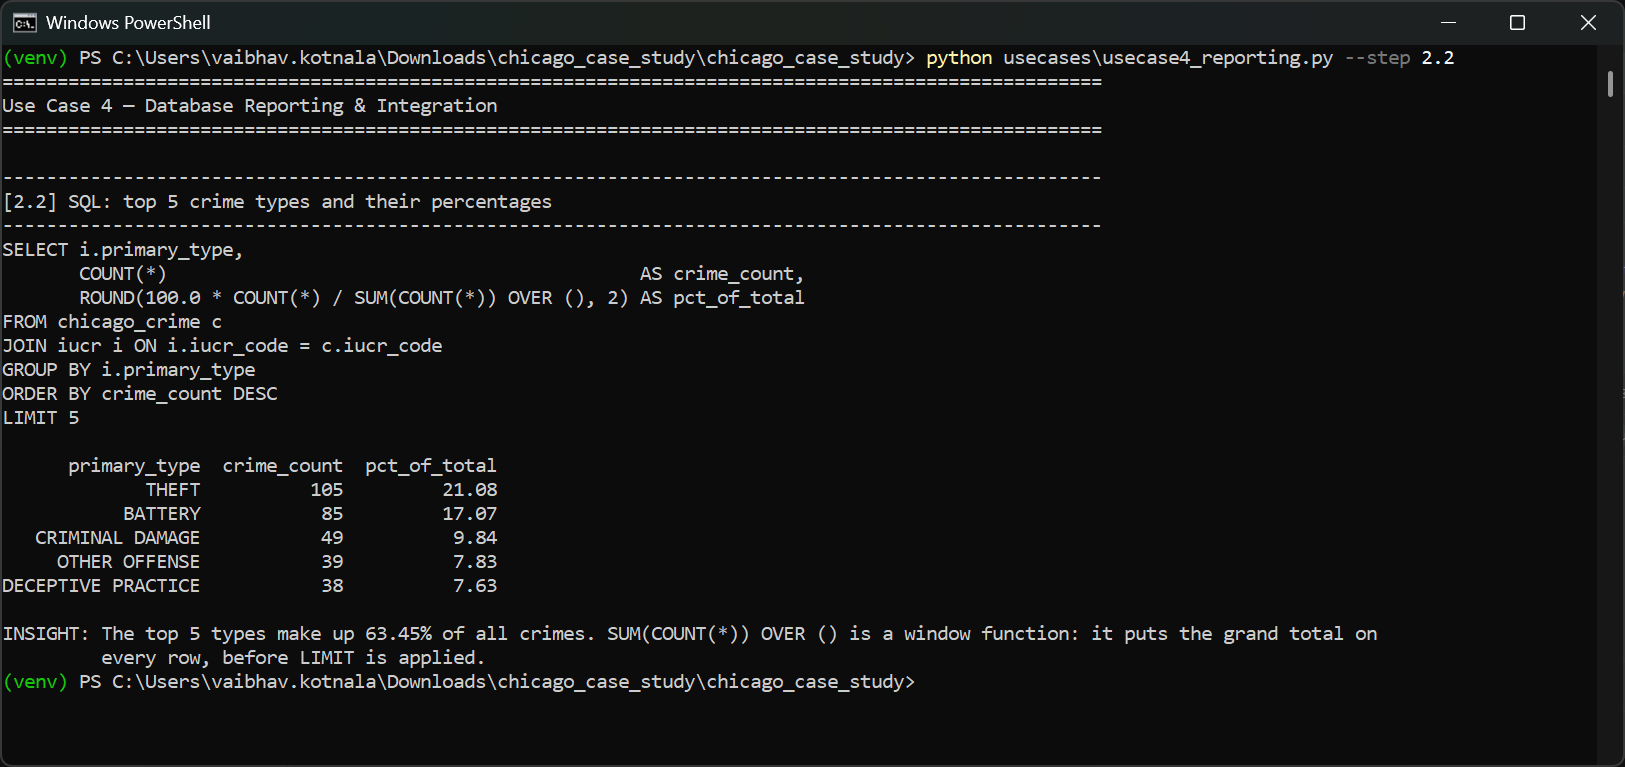 Windows PowerShell
(venv) PS C:\Users\vaibhav.kotnala\Downloads\chicago_case_study\chicago_case_study> python usecases\usecase4_reporting.py --step 2.2
====================================================================================================
Use Case 4 — Database Reporting & Integration
====================================================================================================
----------------------------------------------------------------------------------------------------
[2.2] SQL: top 5 crime types and their percentages
----------------------------------------------------------------------------------------------------
SELECT i.primary_type,
       COUNT(*)                                           AS crime_count,
       ROUND(100.0 * COUNT(*) / SUM(COUNT(*)) OVER (), 2) AS pct_of_total
FROM chicago_crime c
JOIN iucr i ON i.iucr_code = c.iucr_code
GROUP BY i.primary_type
ORDER BY crime_count DESC
LIMIT 5
      primary_type  crime_count  pct_of_total
             THEFT          105         21.08
           BATTERY           85         17.07
   CRIMINAL DAMAGE           49          9.84
     OTHER OFFENSE           39          7.83
DECEPTIVE PRACTICE           38          7.63
INSIGHT: The top 5 types make up 63.45% of all crimes. SUM(COUNT(*)) OVER () is a window function: it puts the grand total on
         every row, before LIMIT is applied.
(venv) PS C:\Users\vaibhav.kotnala\Downloads\chicago_case_study\chicago_case_study>